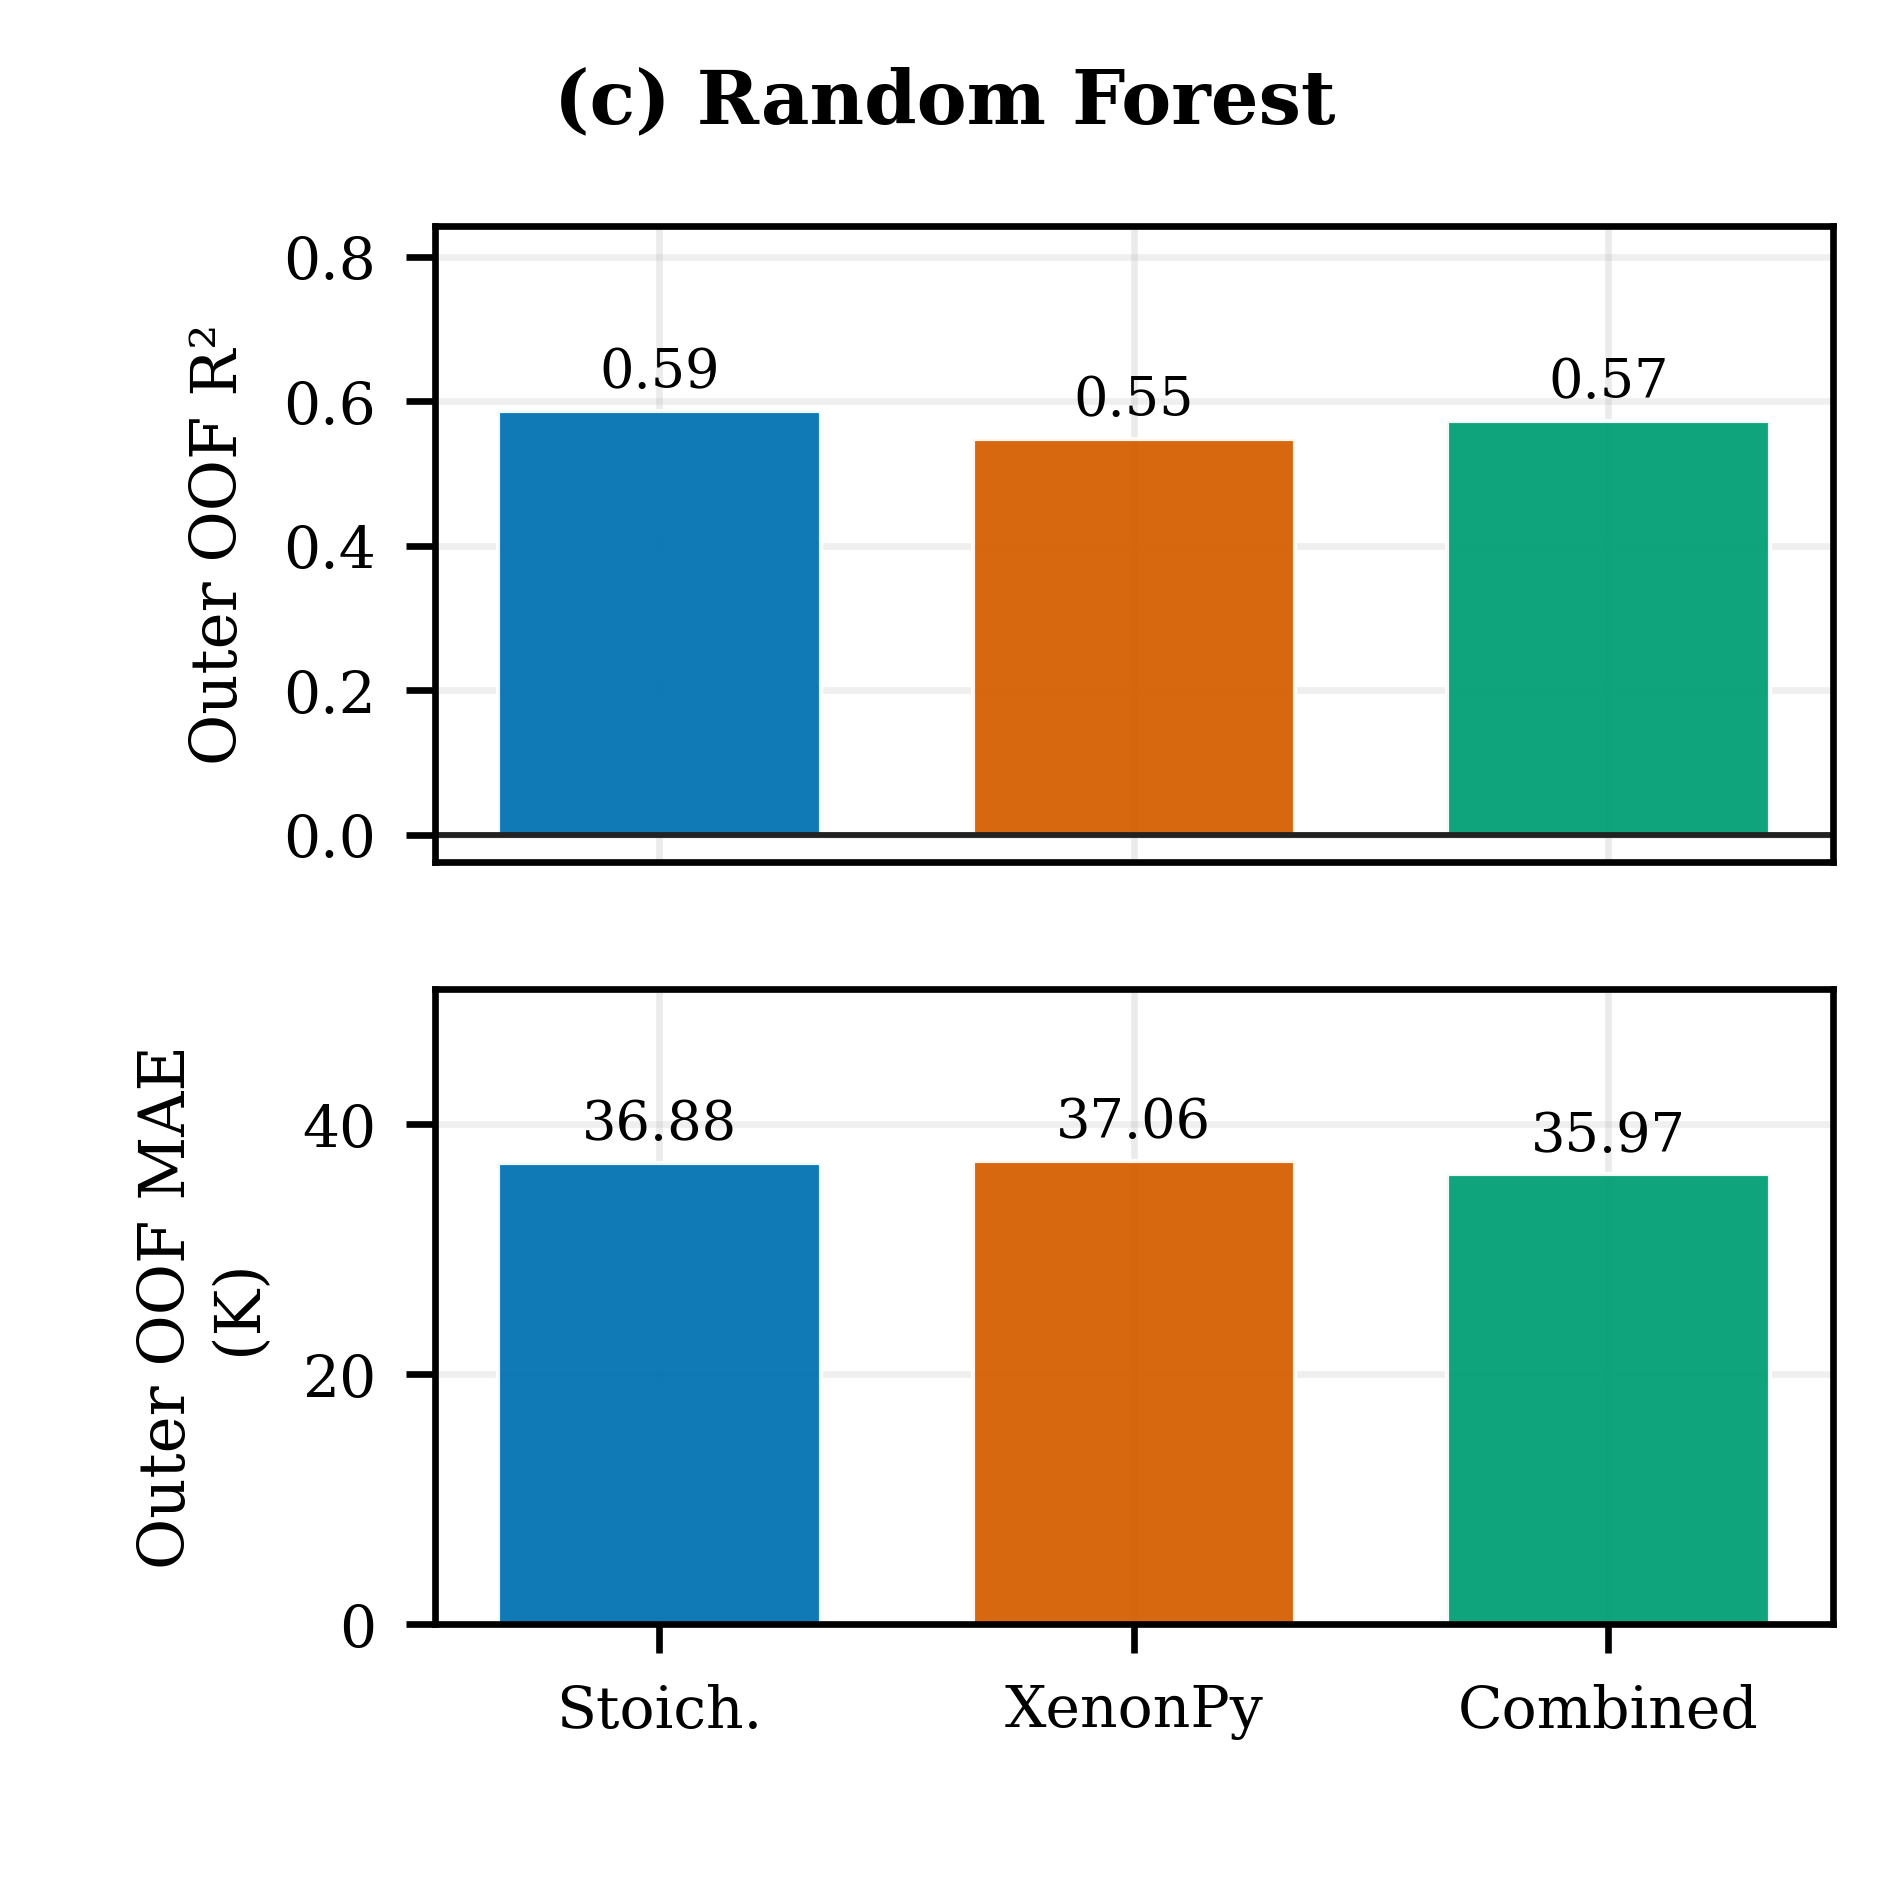 (c) Random Forest
Outer OOF R²
0.8
0.6
0.4
0.2
0.0
0.59
0.55
0.57
Outer OOF MAE
(K)
40
20
0
36.88
37.06
35.97
Stoich.
XenonPy
Combined